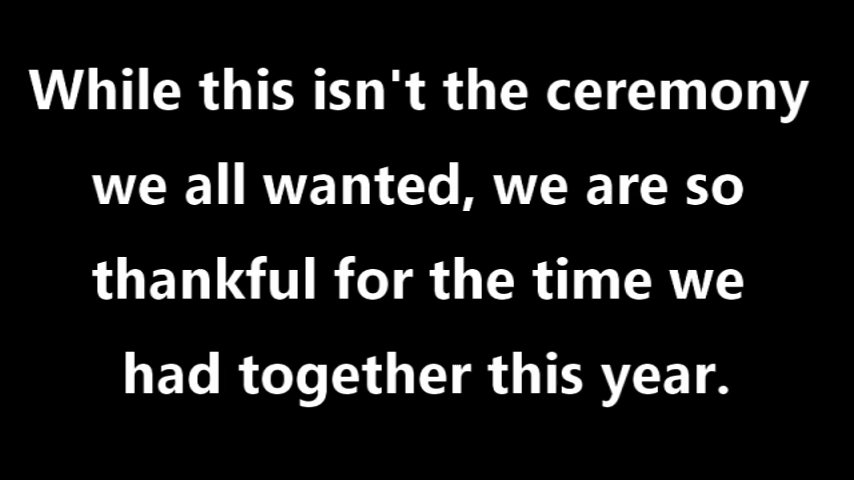 While this isn't the ceremony
we all wanted, we are so
thankful for the time we
had together this year.